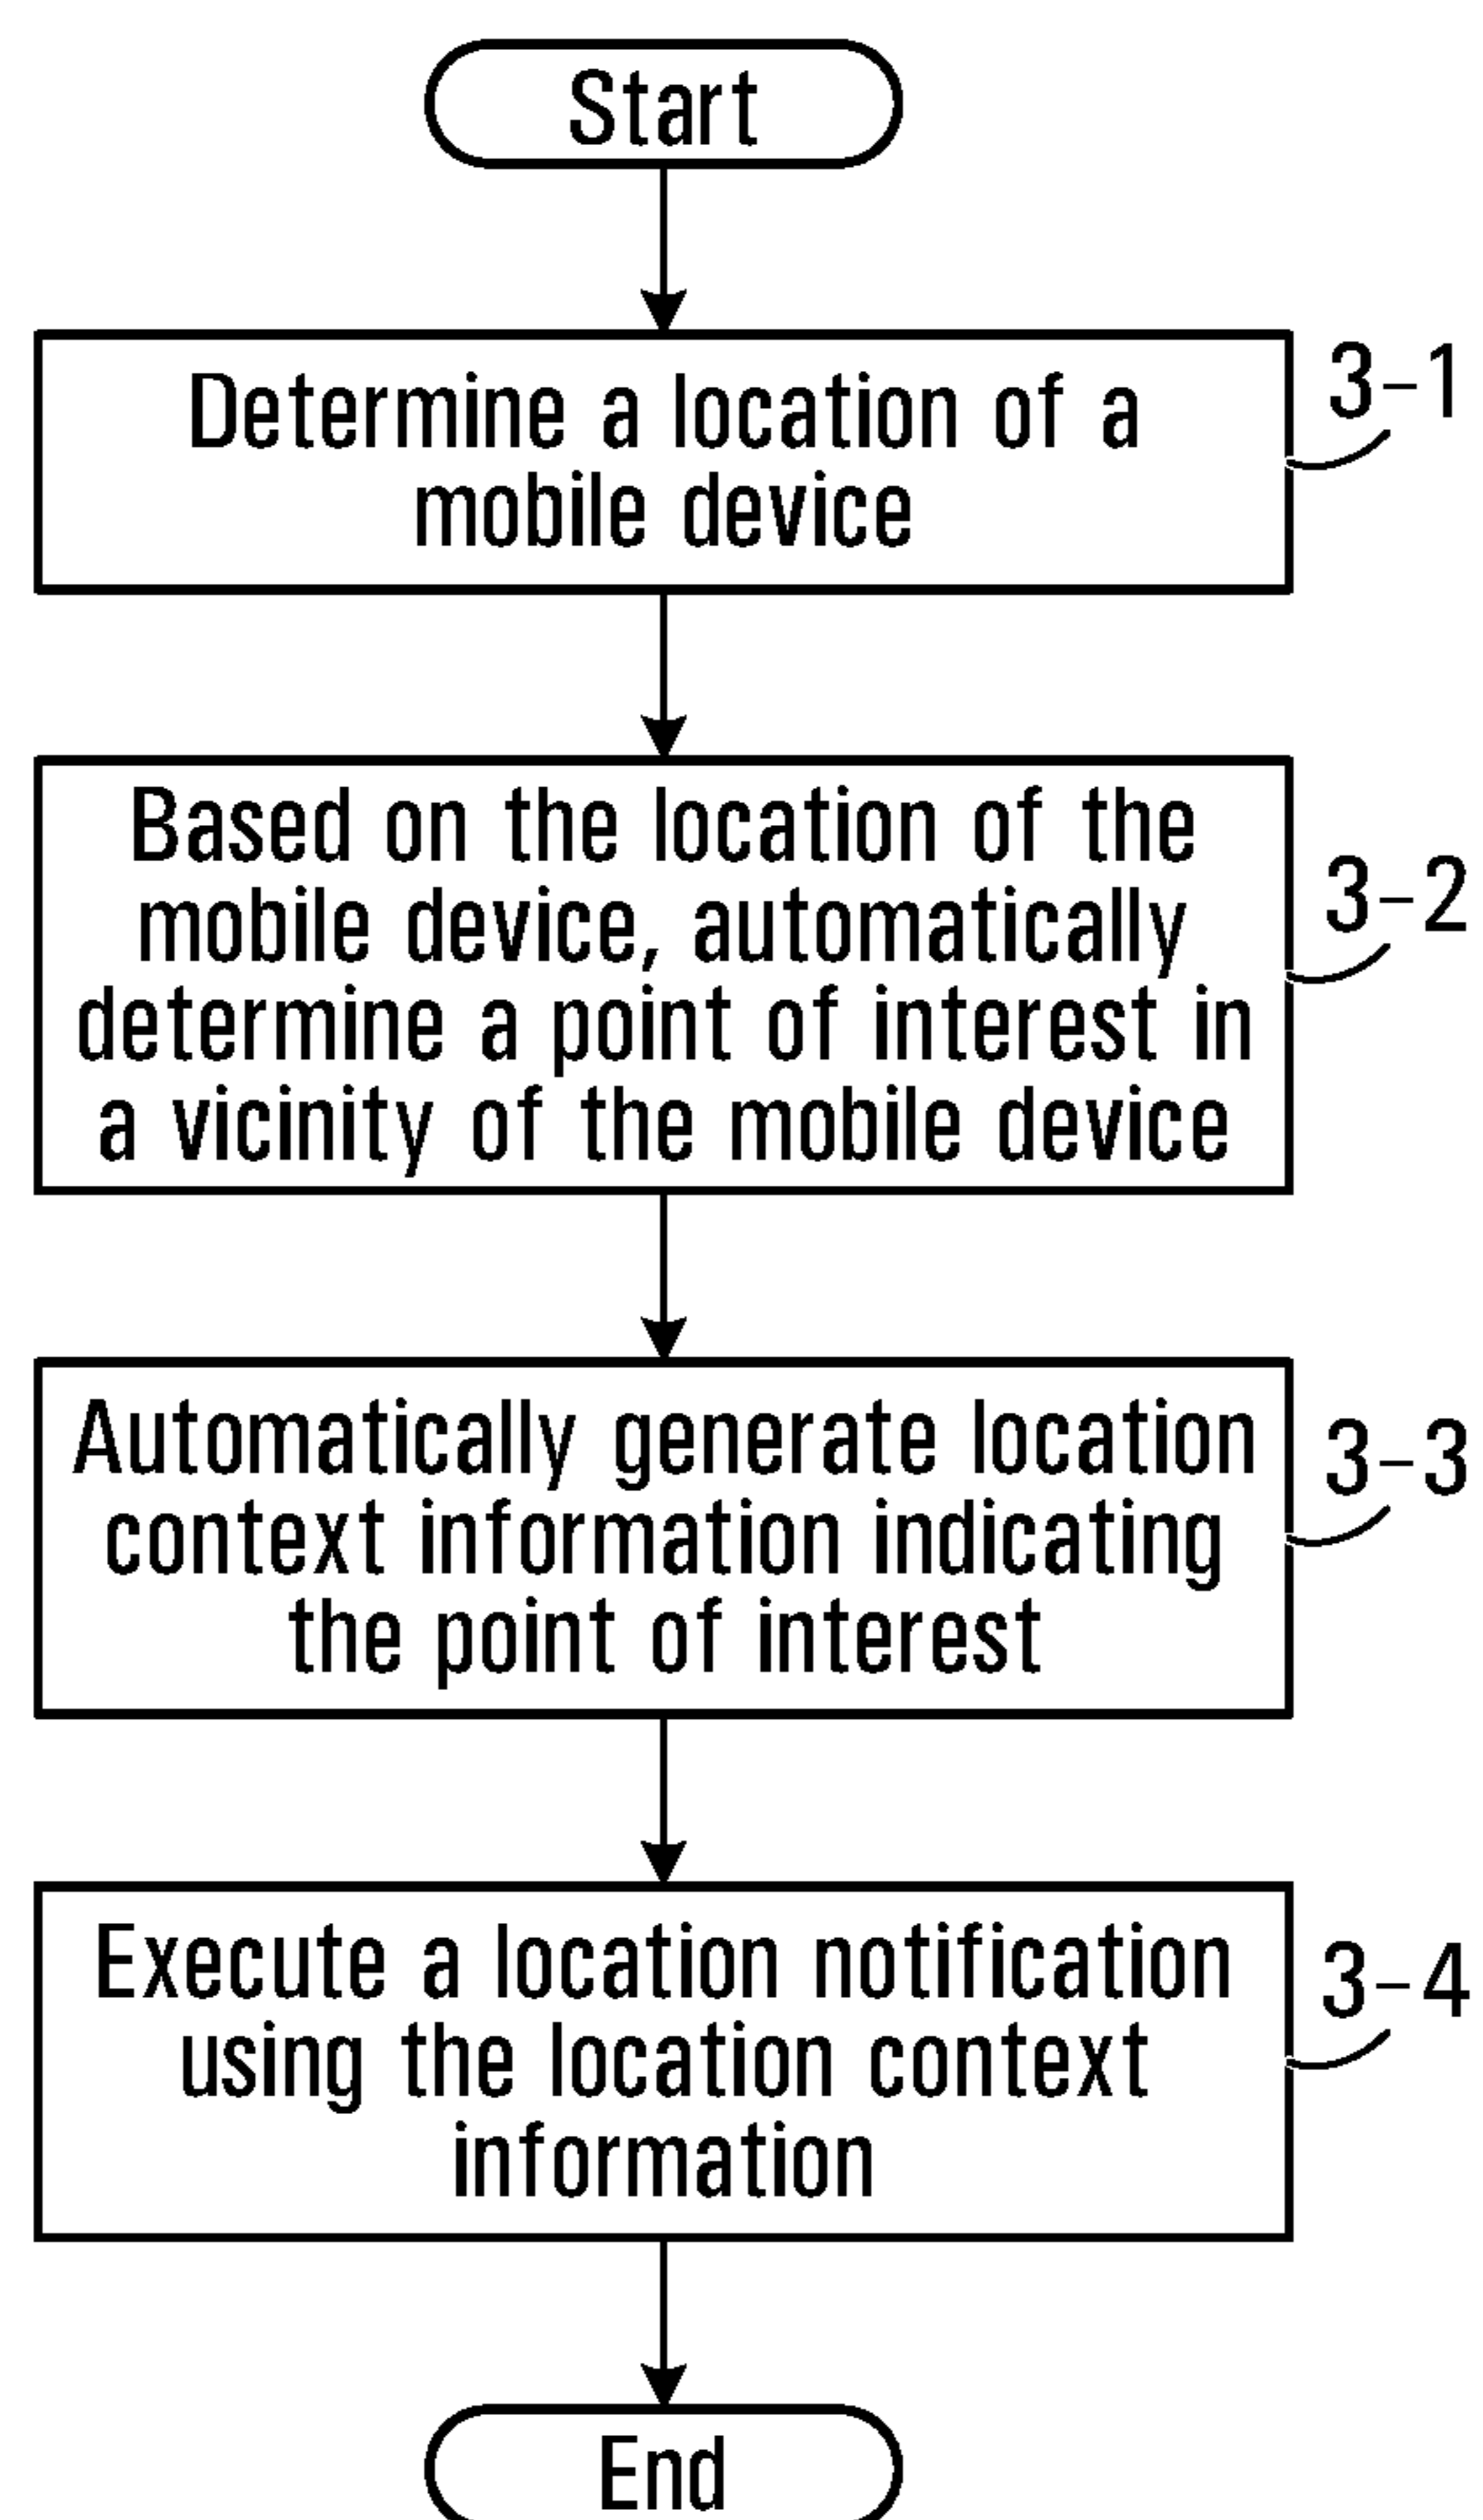 Start
Determine a location of a
mobile device
3-1
Based on the location of the
mobile device, automatically
determine a point of interest in
a vicinity of the mobile device
3-2
Automatically generate location
context information indicating
the point of interest
3-3
Execute a location notification
using the location context
information
3-4
End